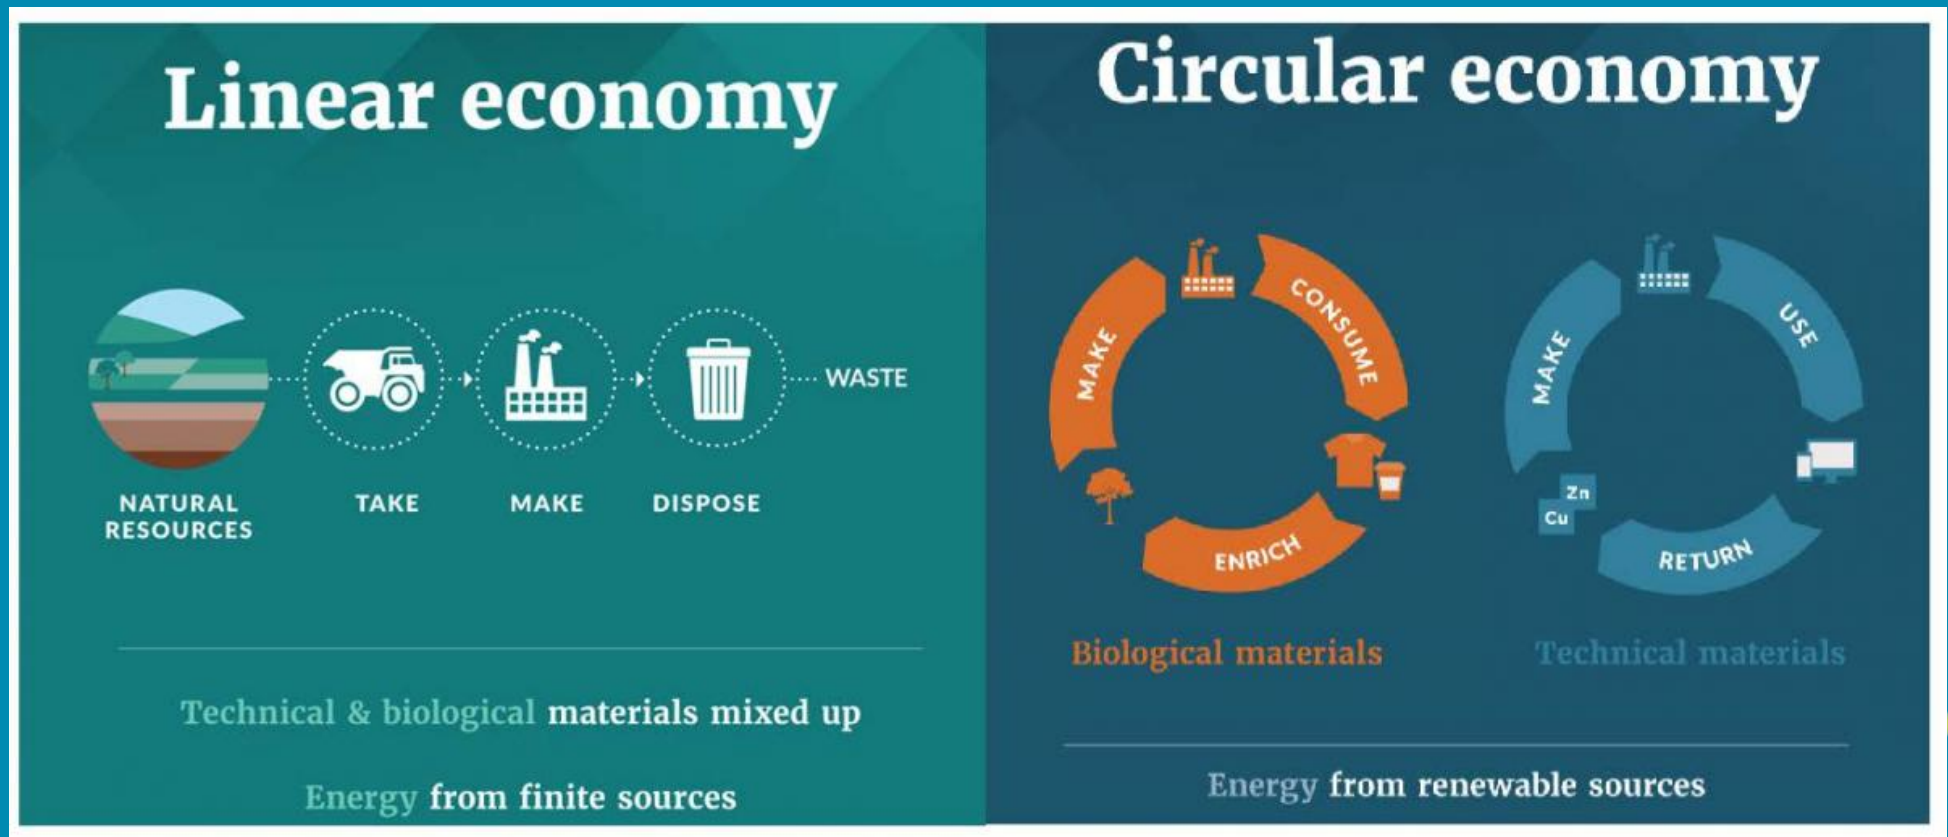 Linear economy
NATURAL
RESOURCES
TAKE
MAKE
DISPOSE
WASTE
Technical & biological materials mixed up
Energy from finite sources
Circular economy
MAKE
CONSUME
ENRICH
Biological materials
MAKE
USE
RETURN
Zn
Cu
Technical materials
Energy from renewable sources